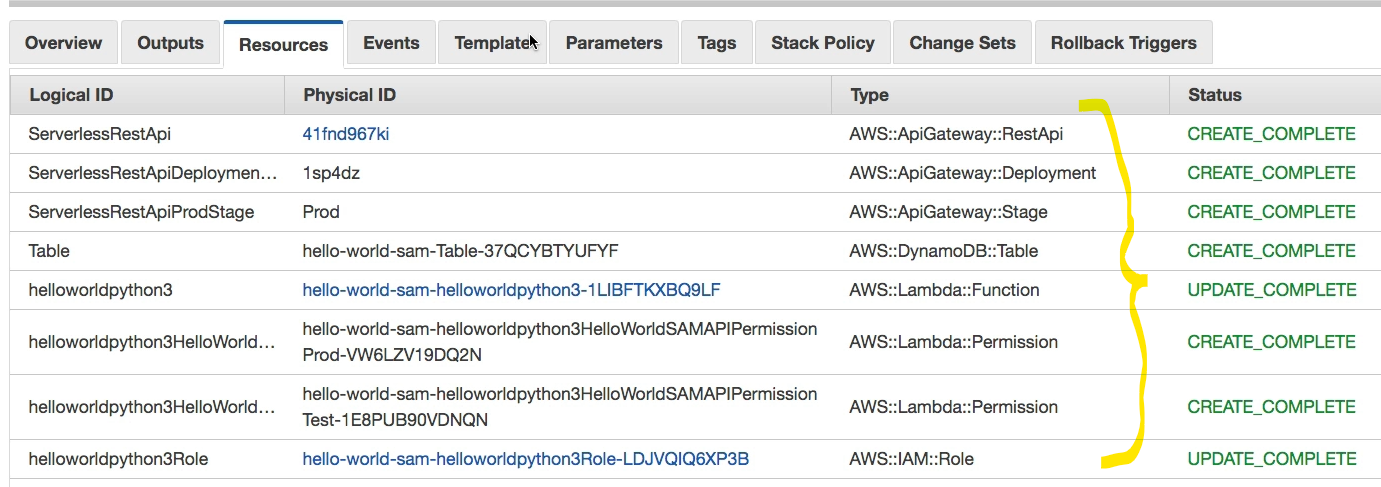 Overview Outputs Resources Events Template Parameters Tags Stack Policy Change Sets Rollback Triggers
Logical ID Physical ID Type Status
ServerlessRestApi 41fnd967ki AWS::ApiGateway::RestApi CREATE_COMPLETE
ServerlessRestApiDeploymen... 1sp4dz AWS::ApiGateway::Deployment CREATE_COMPLETE
ServerlessRestApiProdStage Prod AWS::ApiGateway::Stage CREATE_COMPLETE
Table hello-world-sam-Table-37QCYBTYUFYF AWS::DynamoDB::Table CREATE_COMPLETE
helloworldpython3 hello-world-sam-helloworldpython3-1LIBFTKXBQ9LF AWS::Lambda::Function UPDATE_COMPLETE
helloworldpython3HelloWorld... hello-world-sam-helloworldpython3HelloWorldSAMAPIPermission AWS::Lambda::Permission CREATE_COMPLETE
Prod-VW6LZV19DQ2N
helloworldpython3HelloWorld... hello-world-sam-helloworldpython3HelloWorldSAMAPIPermission AWS::Lambda::Permission CREATE_COMPLETE
Test-1E8PUB90VDNQN
helloworldpython3Role hello-world-sam-helloworldpython3Role-LDJVQIQ6XP3B AWS::IAM::Role UPDATE_COMPLETE